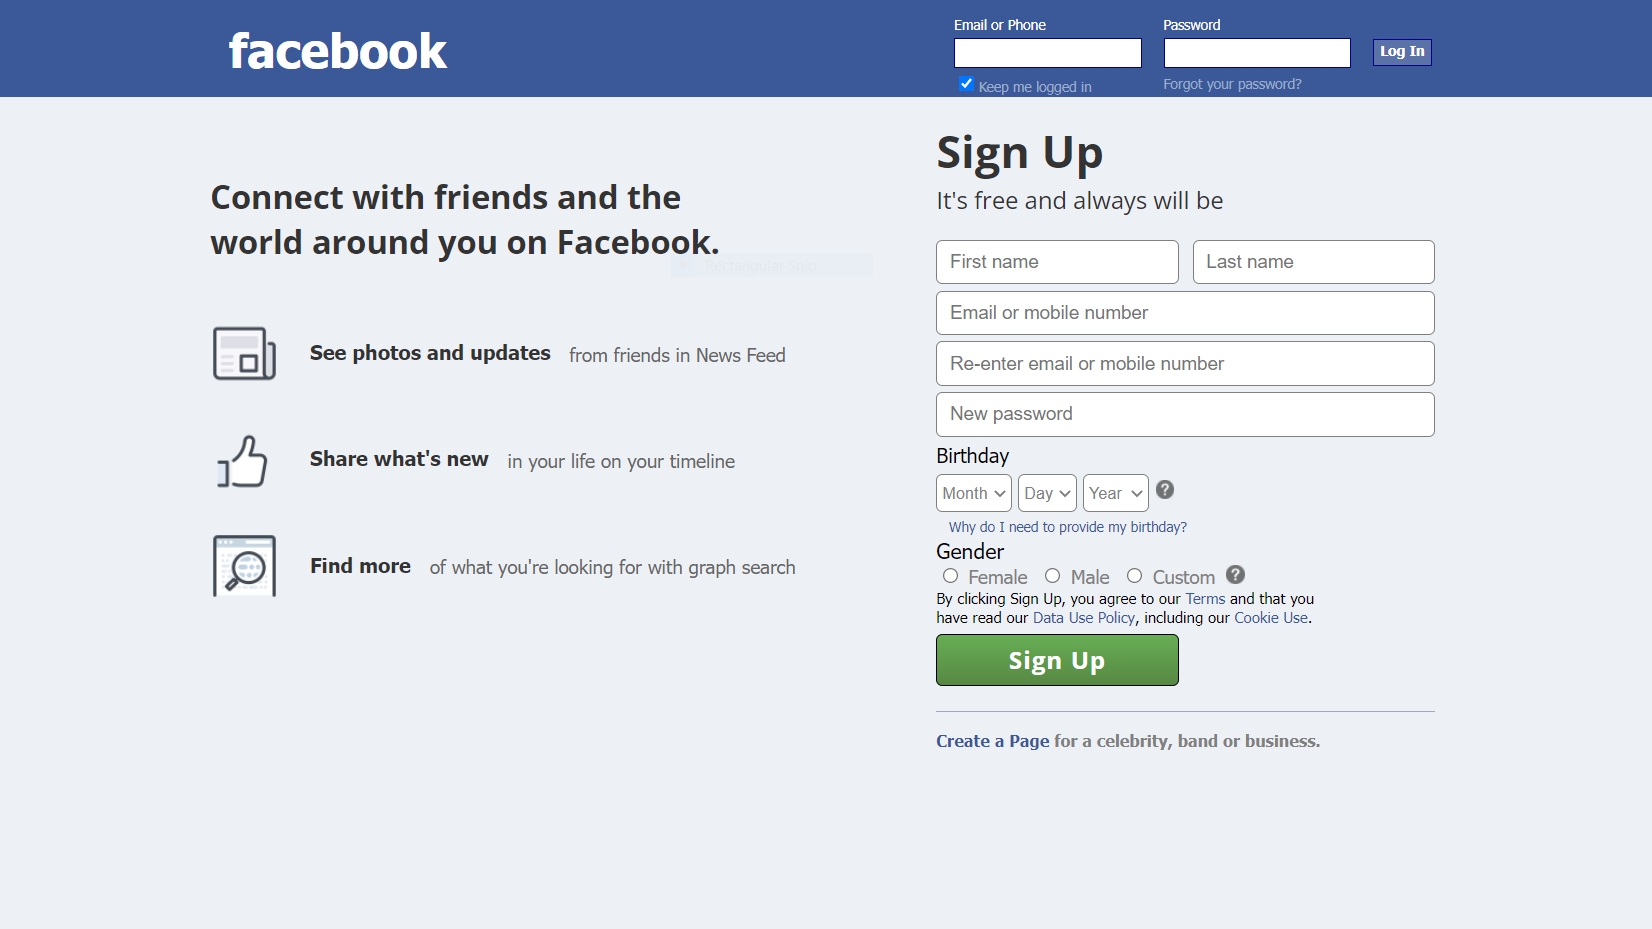 facebook
Email or Phone
Password
Log In
Keep me logged in
Forgot your password?
Connect with friends and the
world around you on Facebook.
Rectangular Snip
See photos and updates from friends in News Feed
Share what's new in your life on your timeline
Find more of what you're looking for with graph search
Sign Up
It's free and always will be
First name
Last name
Email or mobile number
Re-enter email or mobile number
New password
Birthday
Month Day Year ?
Why do I need to provide my birthday?
Gender
Female Male Custom ?
By clicking Sign Up, you agree to our Terms and that you
have read our Data Use Policy, including our Cookie Use.
Sign Up
Create a Page for a celebrity, band or business.